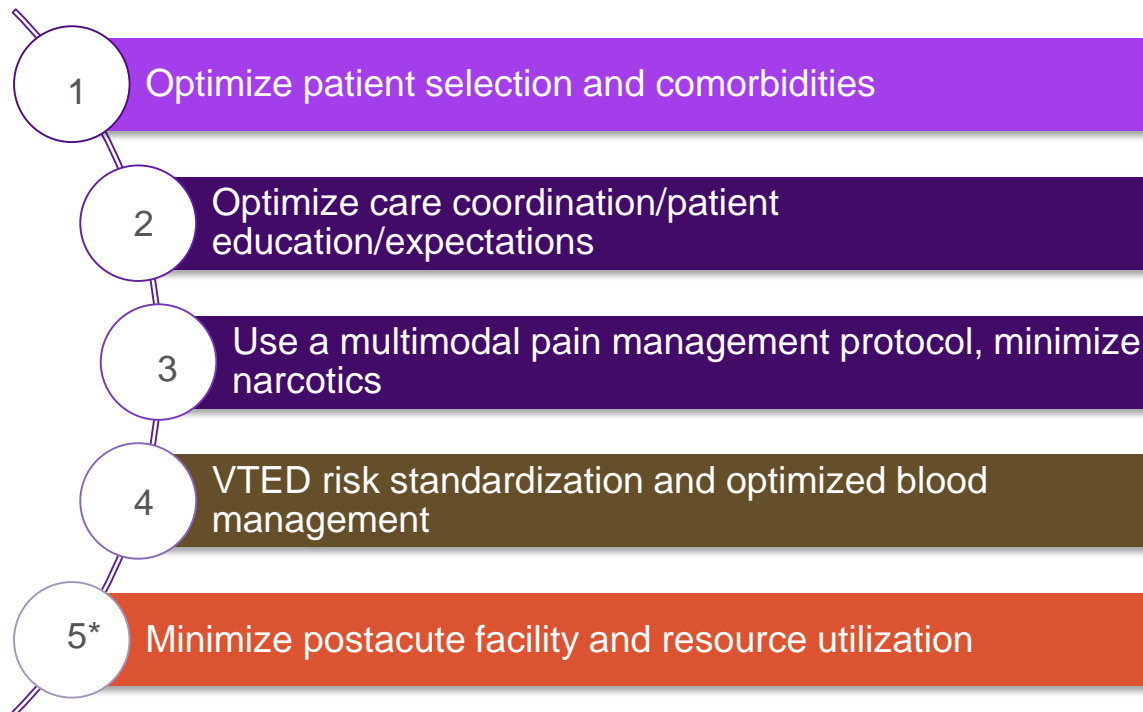 1
Optimize patient selection and comorbidities
2
Optimize care coordination/patient
education/expectations
3
Use a multimodal pain management protocol, minimize
narcotics
4
VTED risk standardization and optimized blood
management
5*
Minimize postacute facility and resource utilization